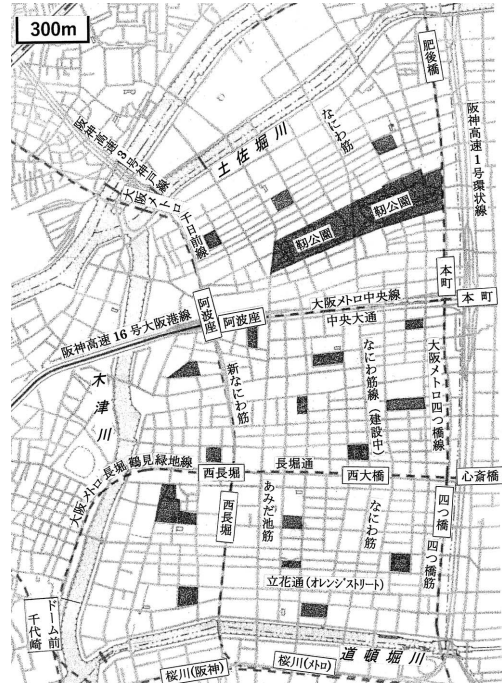 300m
肥後橋
阪神高速3号神戸線
阪神高速1号環状線
なにわ筋
土佐堀川
大阪メトロ
千日前線
靱公園
靱公園
本町
本町
大阪メトロ中央線
中央大通
阿波座
阿波座
阪神高速16号大阪港線
木津川
新なにわ筋
なにわ筋線(建設中)
大阪メトロ四つ橋線
大阪メトロ長堀鶴見緑地線
西長堀
長堀通
西大橋
心斎橋
西長堀
あみだ池筋
なにわ筋
四つ橋
四つ橋筋
立花通(オレンジストリート)
ドーム前
千代崎
道頓堀川
桜川(阪神)
桜川(メトロ)